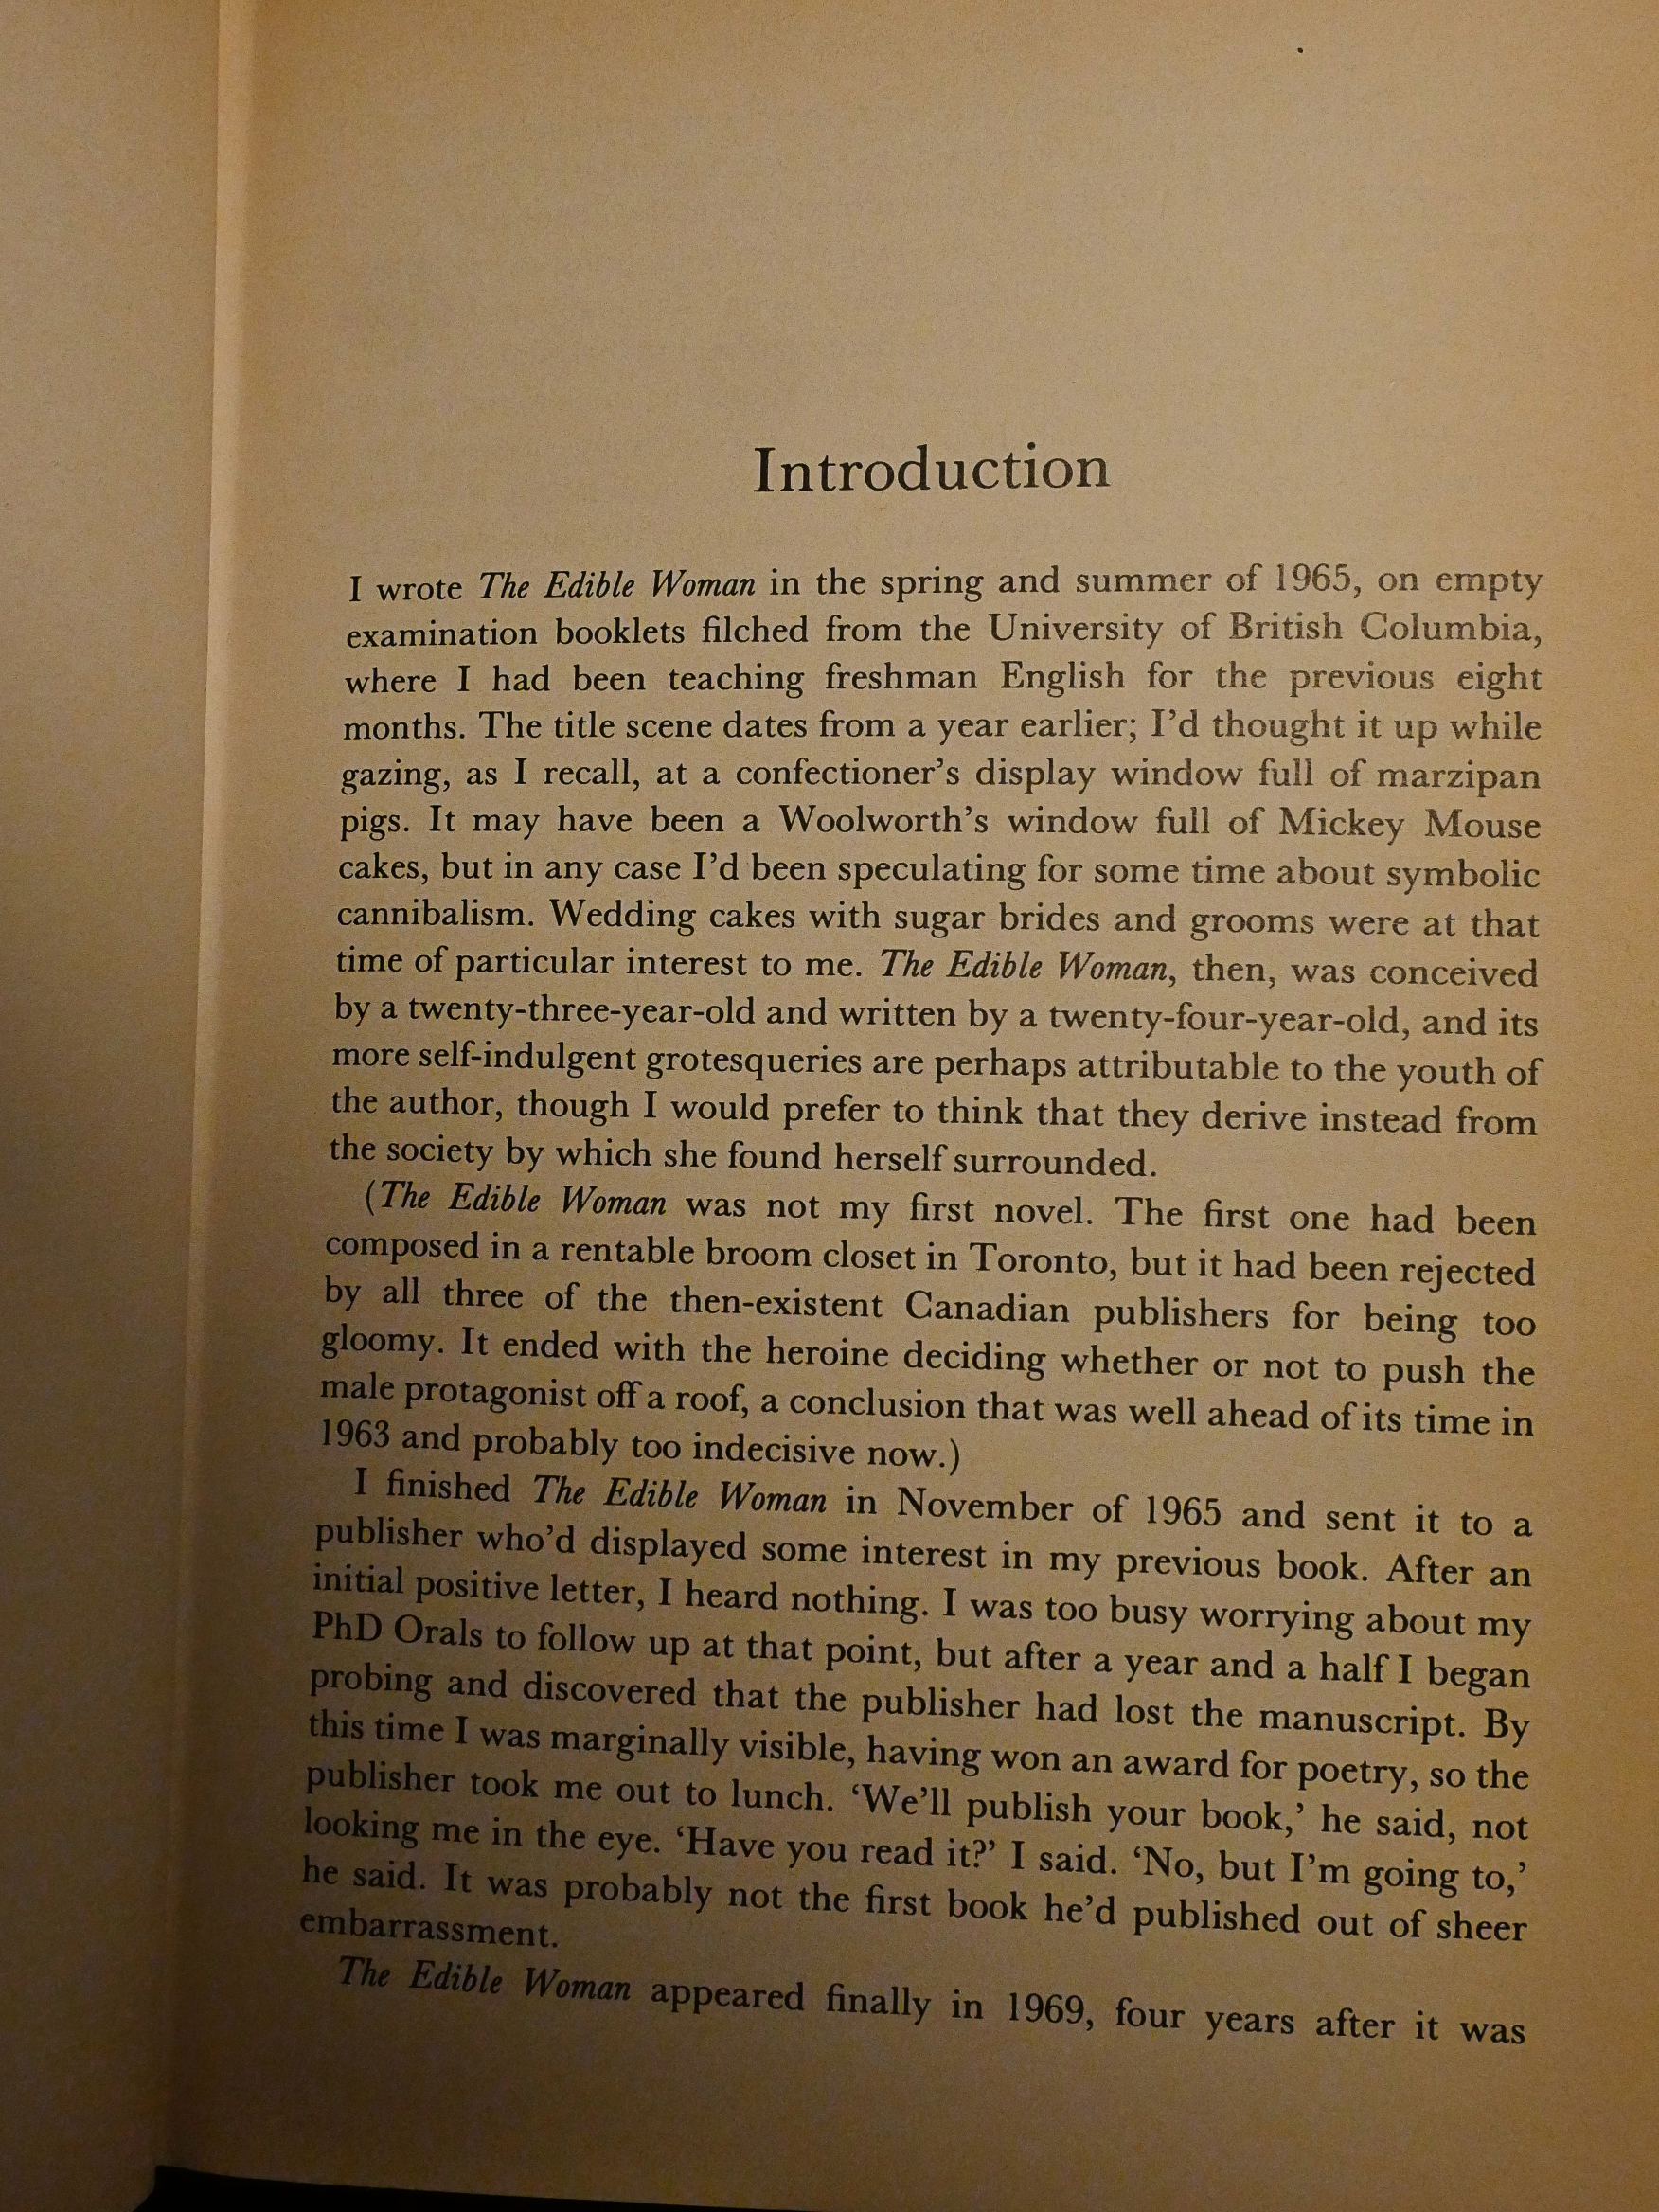 Introduction
I wrote The Edible Woman in the spring and summer of 1965, on empty
examination booklets filched from the University of British Columbia,
where I had been teaching freshman English for the previous eight
months. The title scene dates from a year earlier; I’d thought it up while
gazing, as I recall, at a confectioner’s display window full of marzipan
pigs. It may have been a Woolworth’s window full of Mickey Mouse
cakes, but in any case I’d been speculating for some time about symbolic
cannibalism. Wedding cakes with sugar brides and grooms were at that
time of particular interest to me. The Edible Woman, then, was conceived
by a twenty-three-year-old and written by a twenty-four-year-old, and its
more self-indulgent grotesqueries are perhaps attributable to the youth of
the author, though I would prefer to think that they derive instead from
the society by which she found herself surrounded.
(The Edible Woman was not my first novel. The first one had been
composed in a rentable broom closet in Toronto, but it had been rejected
by all three of the then-existent Canadian publishers for being too
gloomy. It ended with the heroine deciding whether or not to push the
male protagonist off a roof, a conclusion that was well ahead of its time in
1963 and probably too indecisive now.)
I finished The Edible Woman in November of 1965 and sent it to a
publisher who’d displayed some interest in my previous book. After an
initial positive letter, I heard nothing. I was too busy worrying about my
PhD Orals to follow up at that point, but after a year and a half I began
probing and discovered that the publisher had lost the manuscript. By
this time I was marginally visible, having won an award for poetry, so the
publisher took me out to lunch. ‘We’ll publish your book,’ he said, not
looking me in the eye. ‘Have you read it?’ I said. ‘No, but I’m going to,’
he said. It was probably not the first book he’d published out of sheer
embarrassment.
The Edible Woman appeared finally in 1969, four years after it was